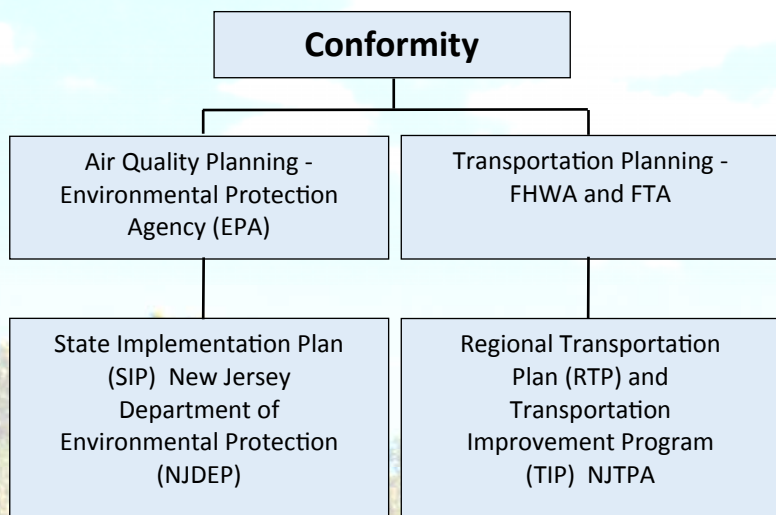 Conformity
Air Quality Planning -
Environmental Protection
Agency (EPA)
Transportation Planning -
FHWA and FTA
State Implementation Plan
(SIP) New Jersey
Department of
Environmental Protection
(NJDEP)
Regional Transportation
Plan (RTP) and
Transportation
Improvement Program
(TIP) NJTPA